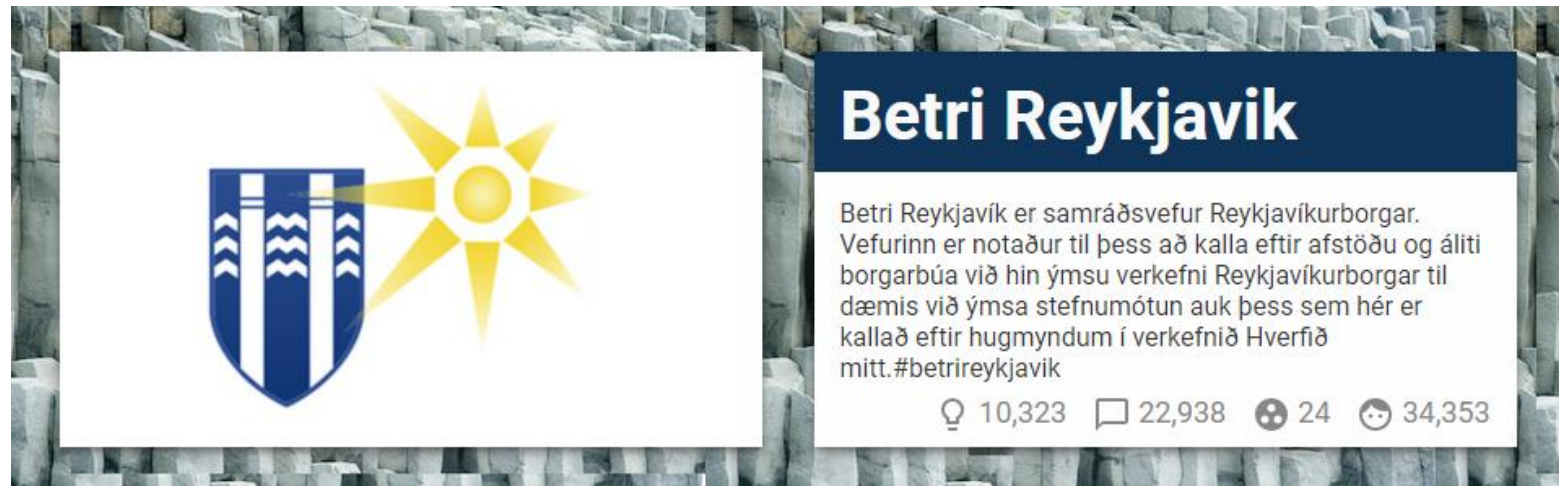 Betri Reykjavik
Betri Reykjavík er samráðsvefur Reykjavíkurborgar.
Vefurinn er notaður til þess að kalla eftir afstöðu og áliti
borgarbúa við hin ýmsu verkefni Reykjavíkurborgar til
dæmis við ýmsa stefnumótun auk þess sem hér er
kallað eftir hugmyndum í verkefnið Hverfið
mitt.#betrireykjavik
10,323 22,938 24 34,353